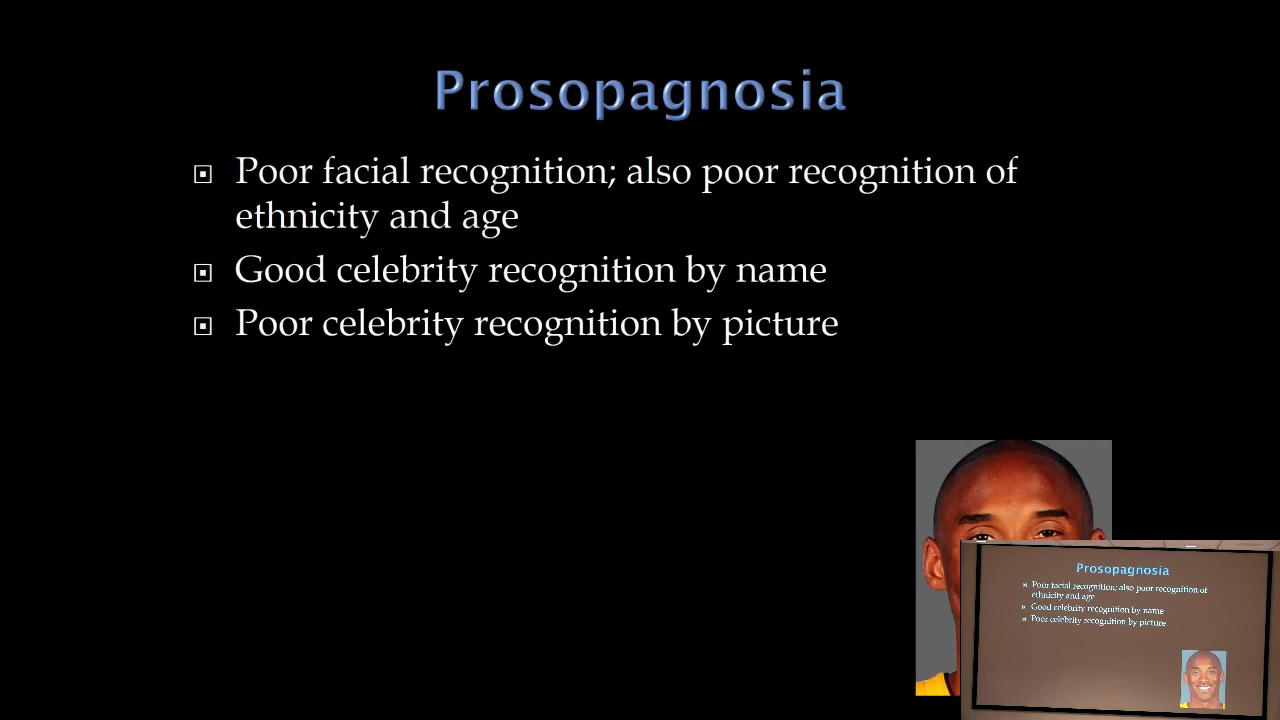 Prosopagnosia
Poor facial recognition; also poor recognition of
ethnicity and age
Good celebrity recognition by name
Poor celebrity recognition by picture
Prosopagnosia
Poor facial recognition; also poor recognition of
ethnicity and age
Good celebrity recognition by name
Poor celebrity recognition by picture